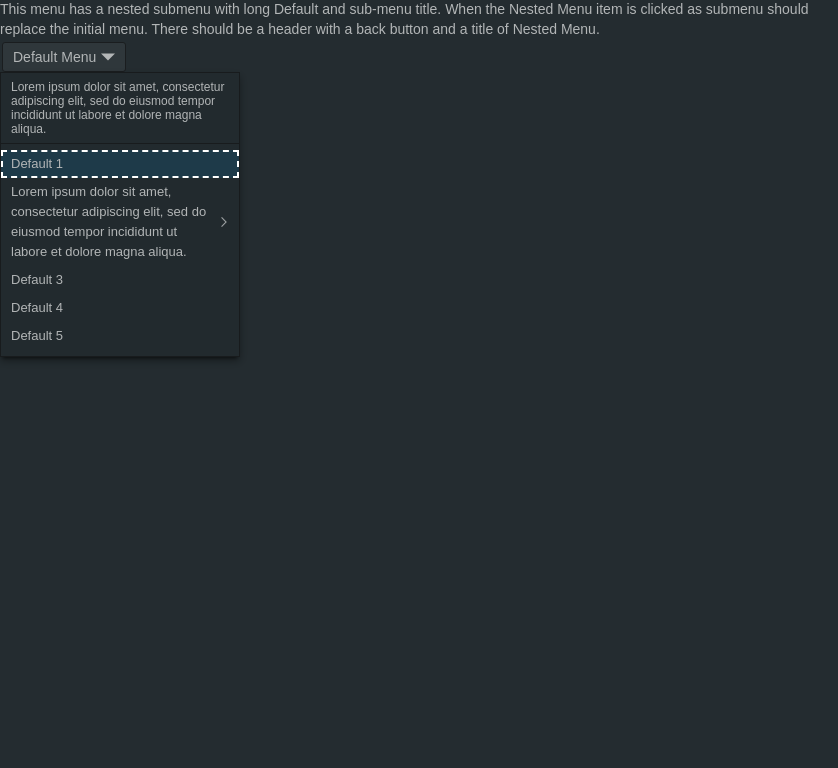 This menu has a nested submenu with long Default and sub-menu title. When the Nested Menu item is clicked as submenu should
replace the initial menu. There should be a header with a back button and a title of Nested Menu.
Default Menu
Lorem ipsum dolor sit amet, consectetur
adipiscing elit, sed do eiusmod tempor
incididunt ut labore et dolore magna
aliqua.
Default 1
Lorem ipsum dolor sit amet,
consectetur adipiscing elit, sed do
eiusmod tempor incididunt ut
labore et dolore magna aliqua.
Default 3
Default 4
Default 5